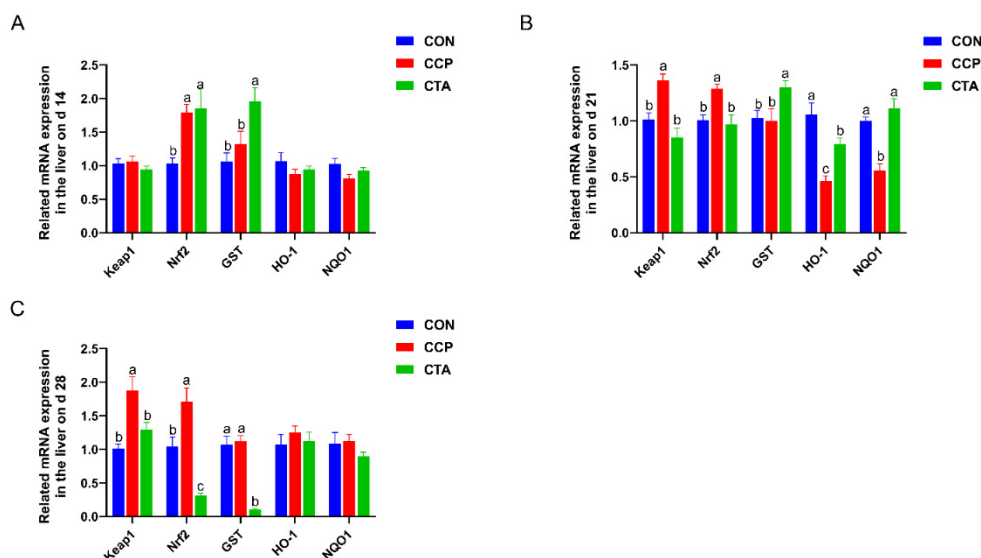 A
Related mRNA expression
in the liver on d 14
2.5
2.0
1.5
1.0
0.5
0.0
b
a
a
b
b
a
Keap1
Nrf2
GST
HO-1
NQO1
CON
CCP
CTA
B
Related mRNA expression
in the liver on d 21
1.5
1.0
0.5
0.0
b
a
b
b
a
b
b
b
a
a
c
b
a
b
a
Keap1
Nrf2
GST
HO-1
NQO1
CON
CCP
CTA
C
Related mRNA expression
in the liver on d 28
2.5
2.0
1.5
1.0
0.5
0.0
b
a
b
b
a
c
a
a
b
Keap1
Nrf2
GST
HO-1
NQO1
CON
CCP
CTA